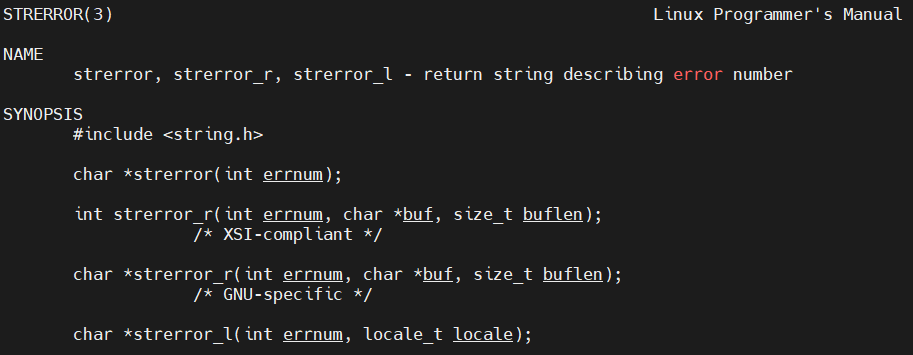 STRERROR(3) Linux Programmer's Manual
NAME
strerror, strerror_r, strerror_l - return string describing error number
SYNOPSIS
#include <string.h>
char *strerror(int errnum);
int strerror_r(int errnum, char *buf, size_t buflen);
/* XSI-compliant */
char *strerror_r(int errnum, char *buf, size_t buflen);
/* GNU-specific */
char *strerror_l(int errnum, locale_t locale);